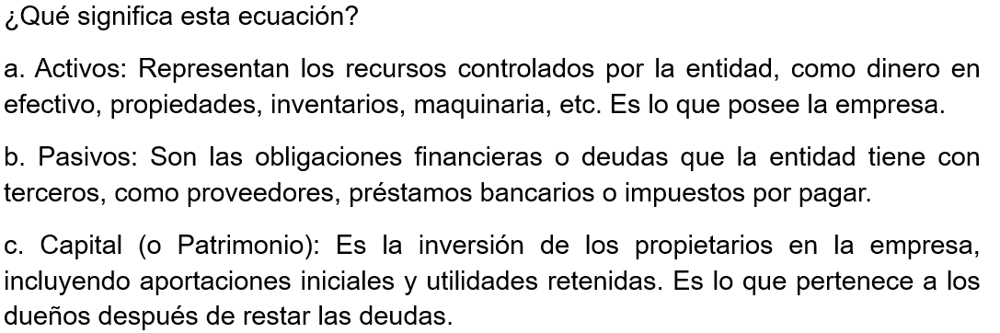 ¿Qué significa esta ecuación?
a. Activos: Representan los recursos controlados por la entidad, como dinero en
efectivo, propiedades, inventarios, maquinaria, etc. Es lo que posee la empresa.
b. Pasivos: Son las obligaciones financieras o deudas que la entidad tiene con
terceros, como proveedores, préstamos bancarios o impuestos por pagar.
c. Capital (o Patrimonio): Es la inversión de los propietarios en la empresa,
incluyendo aportaciones iniciales y utilidades retenidas. Es lo que pertenece a los
dueños después de restar las deudas.